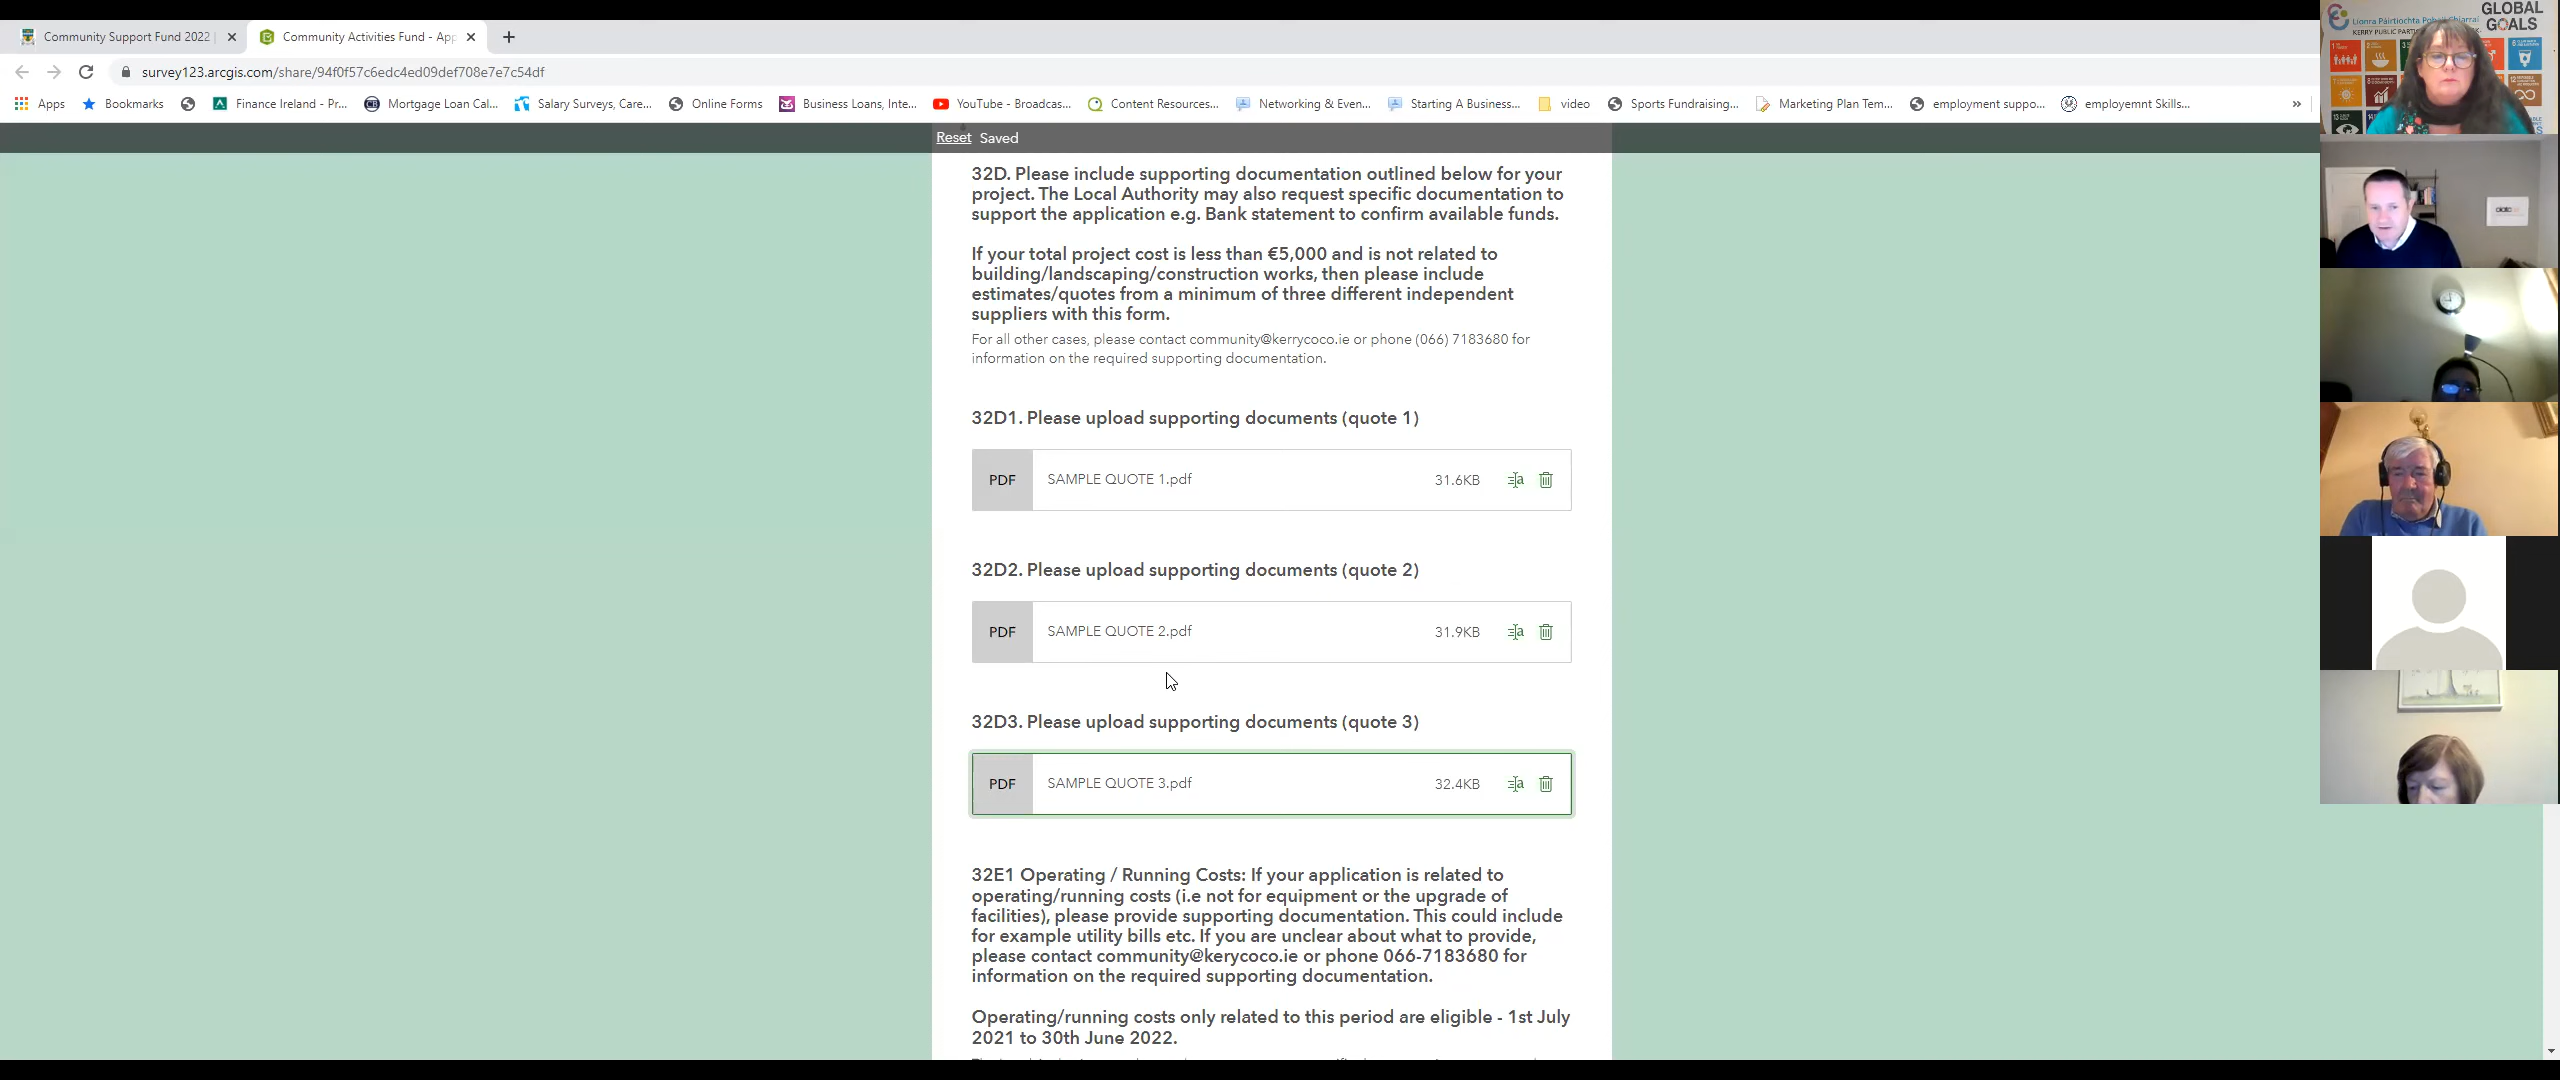 Community Support Fund 2022
Community Activities Fund - App
survey123.arcgis.com/share/94f0f57c6edc4ed09def708e7e7c54df
Apps
Bookmarks
Finance Ireland - Pr...
Mortgage Loan Cal...
Salary Surveys, Care...
Online Forms
Business Loans, Inte...
YouTube - Broadcas...
Content Resources...
Networking & Even...
Starting A Business...
video
Sports Fundraising...
Marketing Plan Tem...
employment suppo...
employemnt Skills...
»
Reset Saved
32D. Please include supporting documentation outlined below for your
project. The Local Authority may also request specific documentation to
support the application e.g. Bank statement to confirm available funds.
If your total project cost is less than €5,000 and is not related to
building/landscaping/construction works, then please include
estimates/quotes from a minimum of three different independent
suppliers with this form.
For all other cases, please contact community@kerrycoco.ie or phone (066) 7183680 for
information on the required supporting documentation.
32D1. Please upload supporting documents (quote 1)
PDF SAMPLE QUOTE 1.pdf 31.6KB
32D2. Please upload supporting documents (quote 2)
PDF SAMPLE QUOTE 2.pdf 31.9KB
32D3. Please upload supporting documents (quote 3)
PDF SAMPLE QUOTE 3.pdf 32.4KB
32E1 Operating / Running Costs: If your application is related to
operating/running costs (i.e not for equipment or the upgrade of
facilities), please provide supporting documentation. This could include
for example utility bills etc. If you are unclear about what to provide,
please contact community@kerycoco.ie or phone 066-7183680 for
information on the required supporting documentation.
Operating/running costs only related to this period are eligible - 1st July
2021 to 30th June 2022.
GLOBAL
GOALS
Líonra Páirtíochta
KERRY PUBLIC